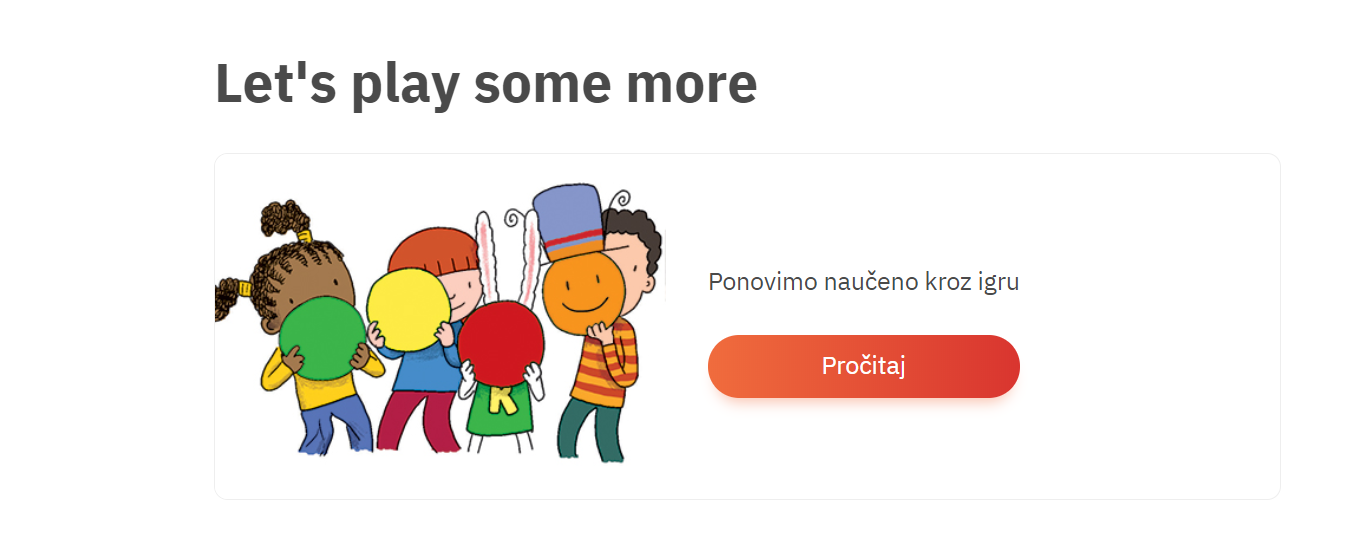 Let's play some more
Ponovimo naučeno kroz igru
Pročitaj